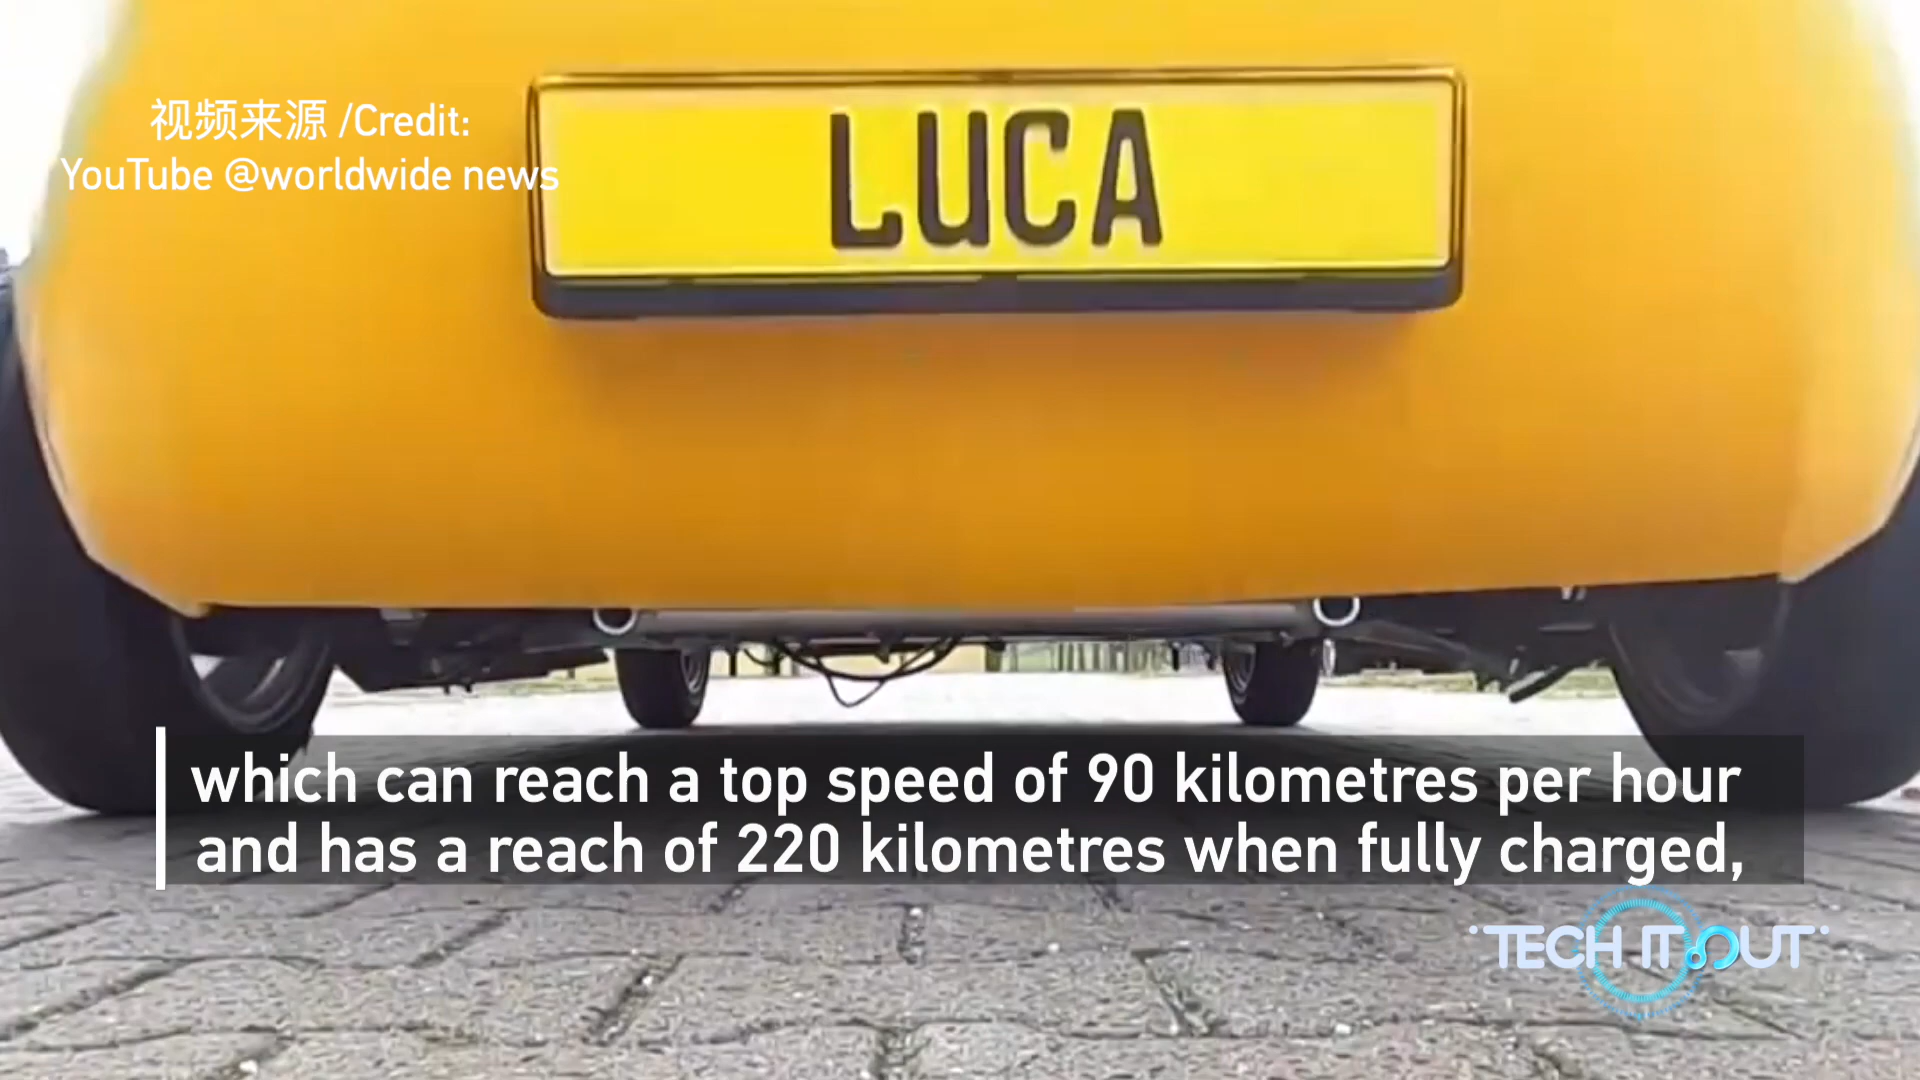 视频来源 /Credit:
YouTube @worldwide news
LUCA
which can reach a top speed of 90 kilometres per hour
and has a reach of 220 kilometres when fully charged,
TECH IT OUT